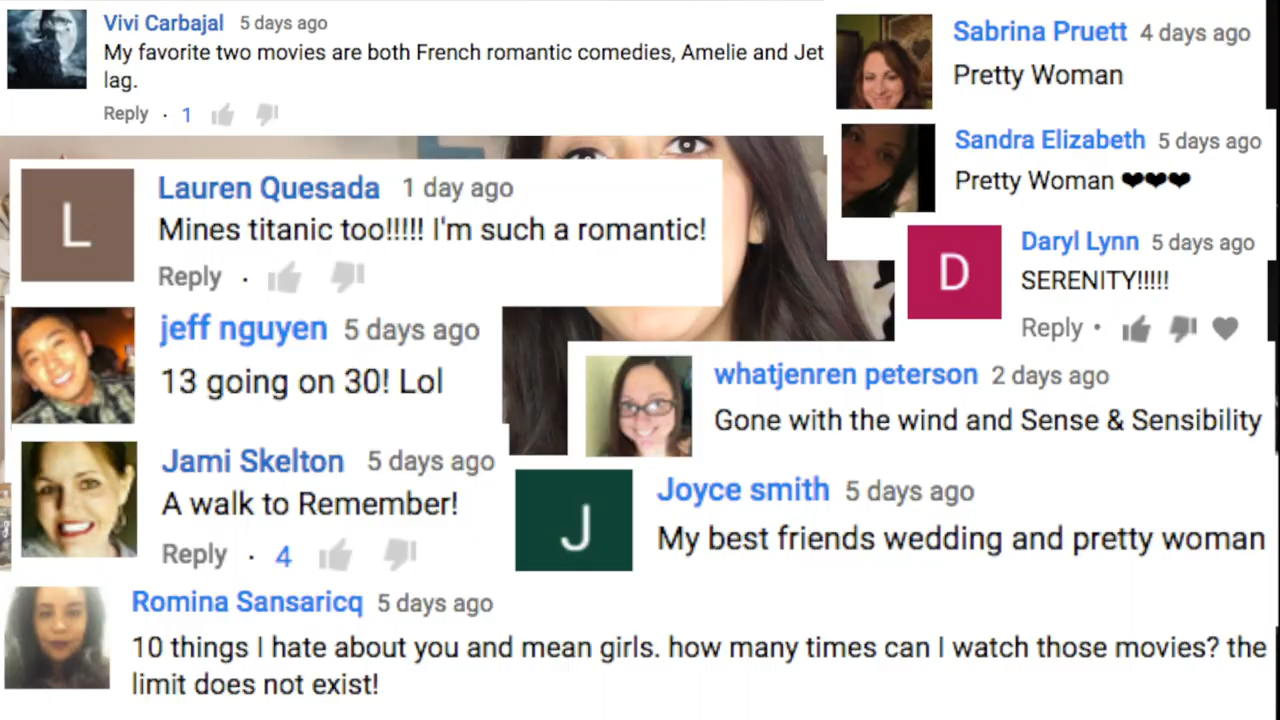 Vivi Carbajal 5 days ago
My favorite two movies are both French romantic comedies, Amelie and Jet
lag.
Reply · 1
Sabrina Pruett 4 days ago
Pretty Woman
Sandra Elizabeth 5 days ago
Pretty Woman ❤❤❤
L
Lauren Quesada 1 day ago
Mines titanic too!!!!! I'm such a romantic!
Reply ·
D
Daryl Lynn 5 days ago
SERENITY!!!!!
Reply •
jeff nguyen 5 days ago
13 going on 30! Lol
whatjenren peterson 2 days ago
Gone with the wind and Sense & Sensibility
Jami Skelton 5 days ago
A walk to Remember!
Reply · 4
J
Joyce smith 5 days ago
My best friends wedding and pretty woman
Romina Sansaricq 5 days ago
10 things I hate about you and mean girls. how many times can I watch those movies? the
limit does not exist!